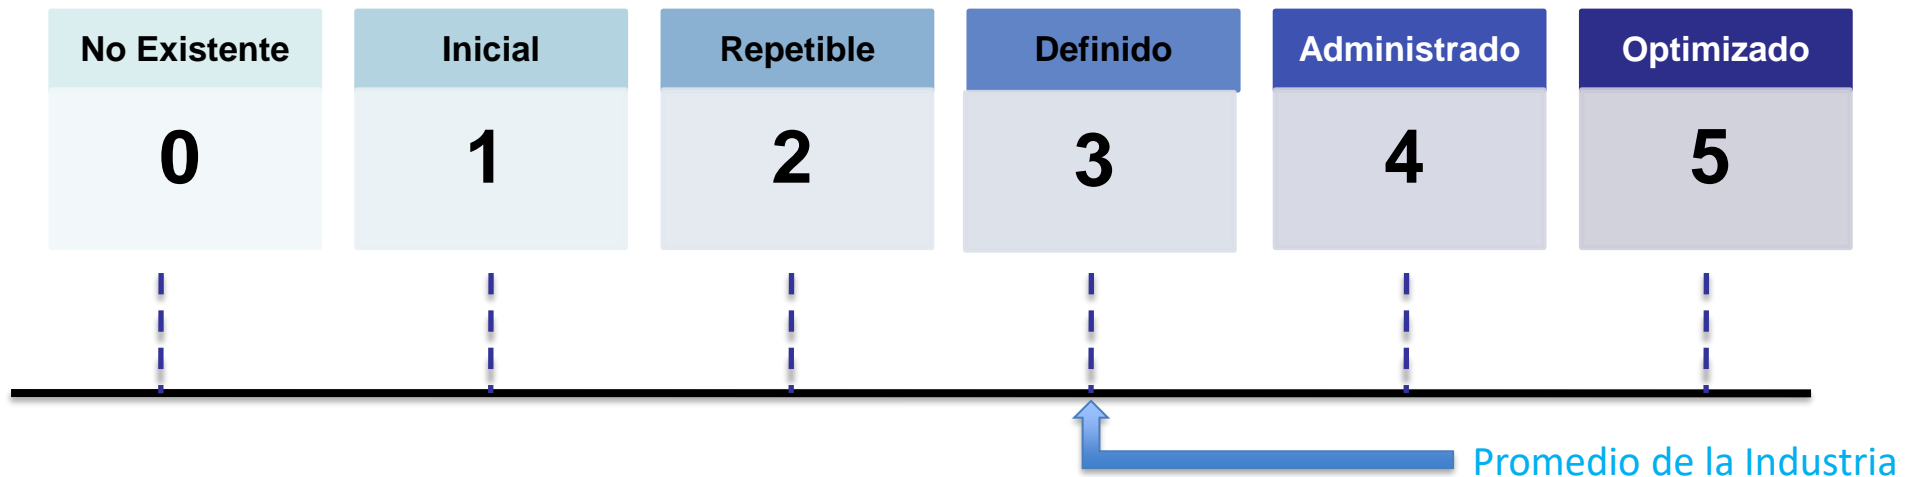 No Existente
Inicial
Repetible
Definido
Administrado
Optimizado
0
1
2
3
4
5
Promedio de la Industria